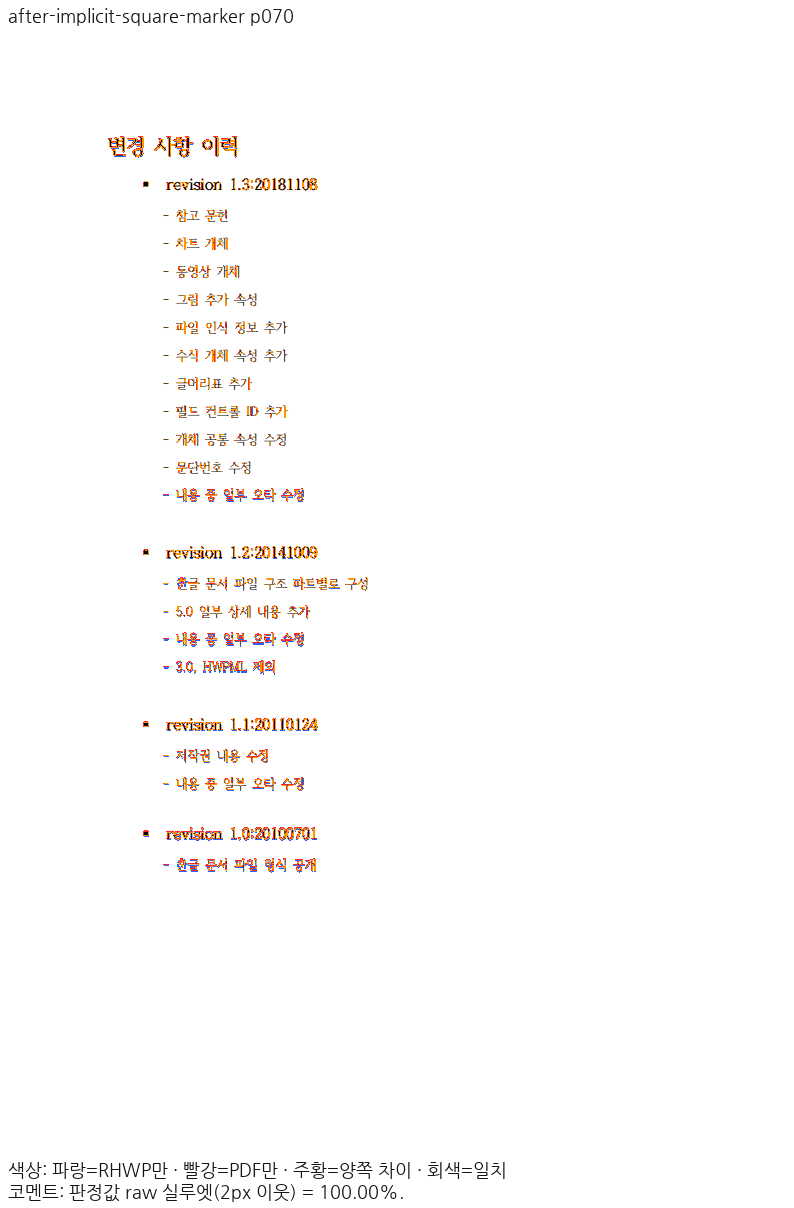 after-implicit-square-marker p070
변경 사항 이력
▪ revision 1.3:20181108
- 참고 문헌
- 차트 개체
- 동영상 개체
- 그림 추가 속성
- 파일 인식 정보 추가
- 수식 개체 속성 추가
- 글머리표 추가
- 필드 컨트롤 ID 추가
- 개체 공통 속성 수정
- 문단번호 수정
- 내용 중 일부 오타 수정
▪ revision 1.2:20141009
- 한글 문서 파일 구조 파트별로 구성
- 5.0 일부 상세 내용 추가
- 내용 중 일부 오타 수정
- 3.0, HWPML 제외
▪ revision 1.1:20110124
- 저작권 내용 수정
- 내용 중 일부 오타 수정
▪ revision 1.0:20100701
- 한글 문서 파일 형식 공개
색상: 파랑=RHWP만 · 빨강=PDF만 · 주황=양쪽 차이 · 회색=일치
코멘트: 판정값 raw 실루엣(2px 이웃) = 100.00%.